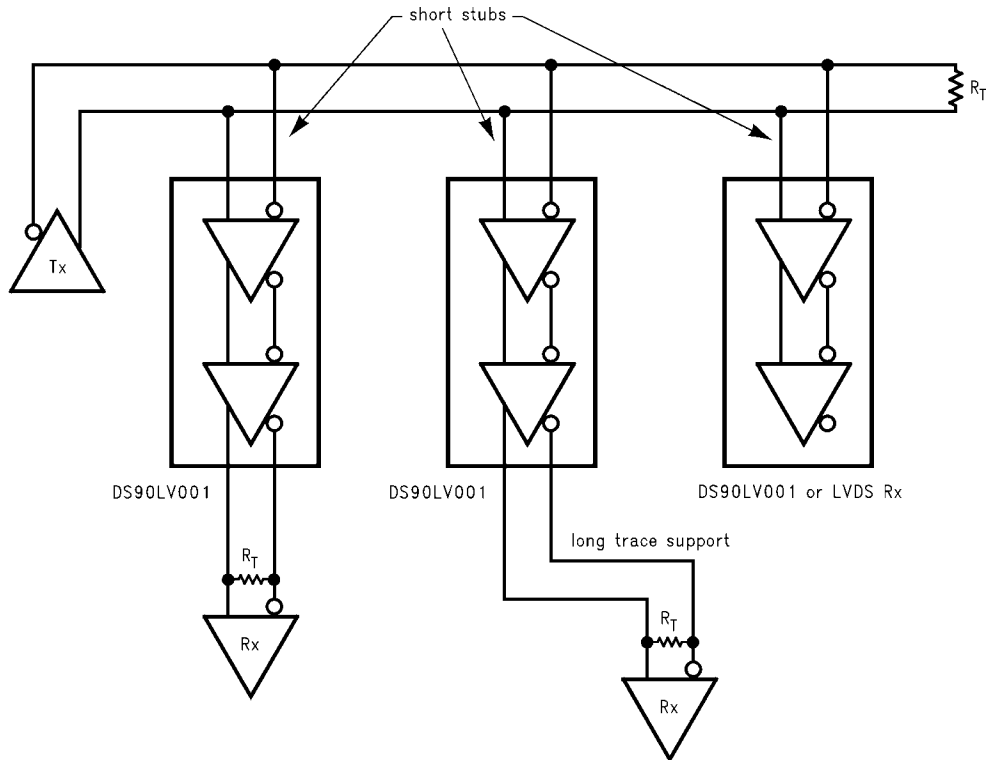 short stubs
R_T
Tx
DS90LV001
DS90LV001
DS90LV001 or LVDS Rx
long trace support
R_T
R_T
Rx
Rx